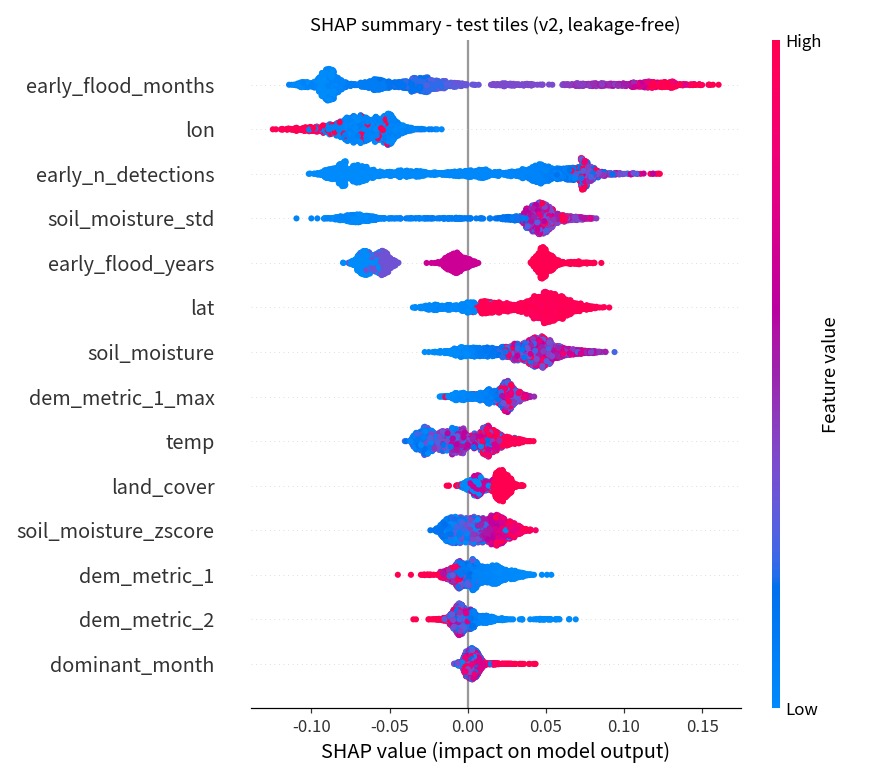 SHAP summary - test tiles (v2, leakage-free)
High
early_flood_months
lon
early_n_detections
soil_moisture_std
early_flood_years
lat
soil_moisture
dem_metric_1_max
temp
land_cover
soil_moisture_zscore
dem_metric_1
dem_metric_2
dominant_month
Feature value
Low
-0.10 -0.05 0.00 0.05 0.10 0.15
SHAP value (impact on model output)